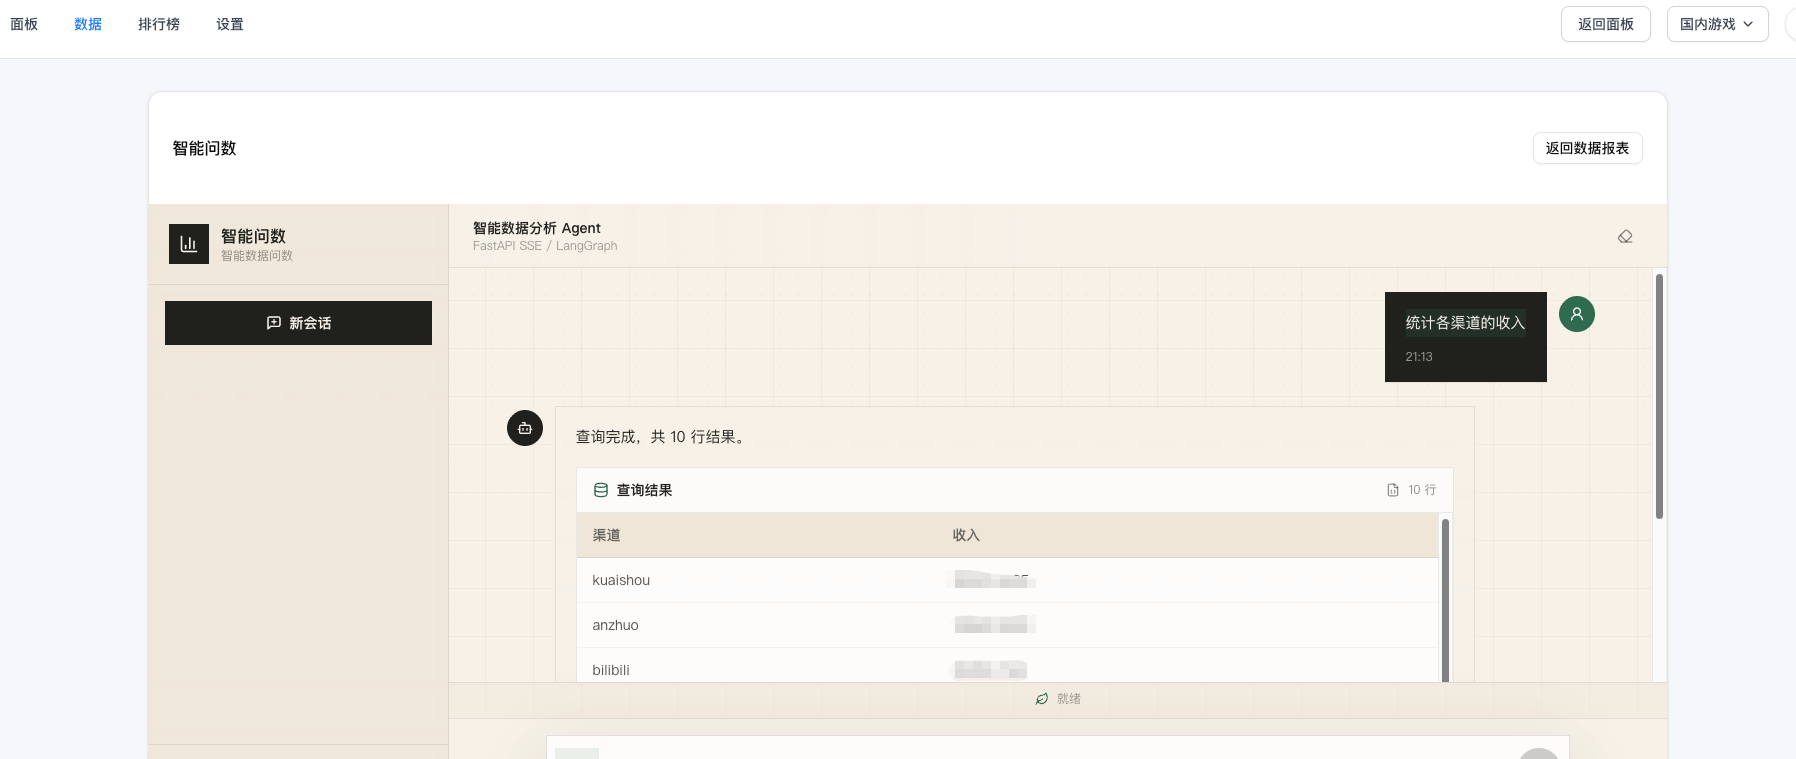 面板 数据 排行榜 设置 返回面板 国内游戏
智能问数 返回数据报表
智能问数
智能数据问数
新会话
智能数据分析 Agent
FastAPI SSE / LangGraph
统计各渠道的收入
21:13
查询完成，共 10 行结果。
查询结果 10 行
渠道 收入
kuaishou
anzhuo
bilibili
就绪